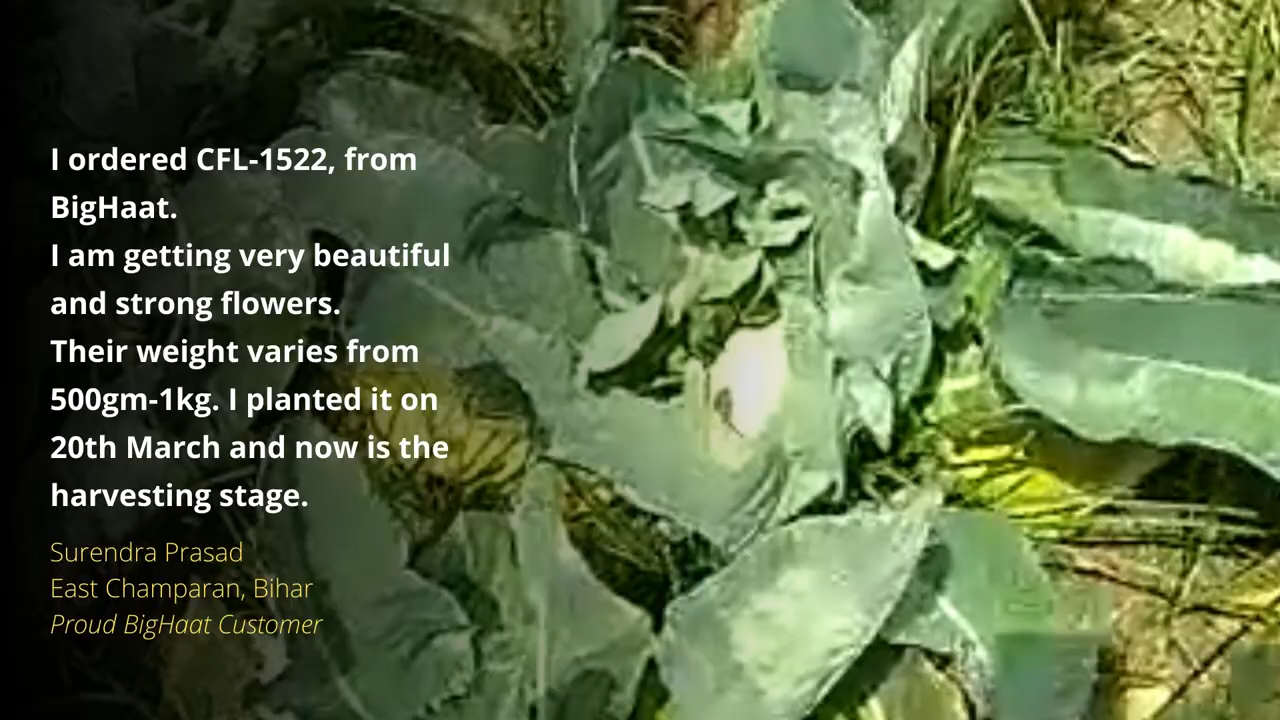 I ordered CFL-1522, from
BigHaat.
I am getting very beautiful
and strong flowers.
Their weight varies from
500gm-1kg. I planted it on
20th March and now is the
harvesting stage.
Surendra Prasad
East Champaran, Bihar
Proud BigHaat Customer